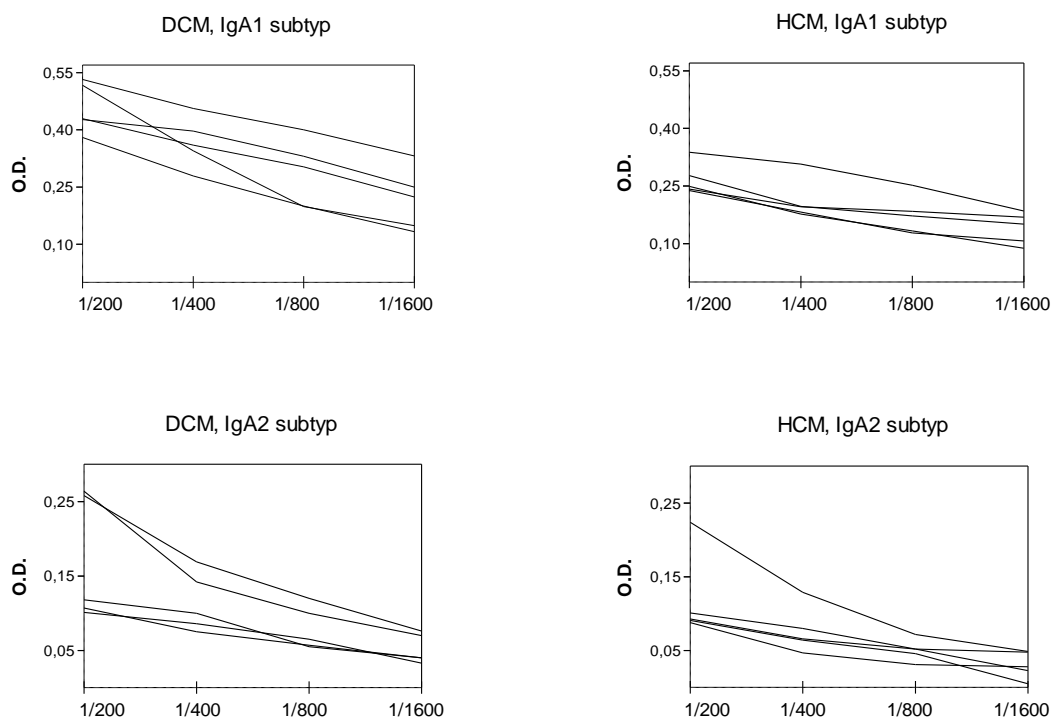 DCM, IgA1 subtyp
0,55
0,40
0,25
0,10
O.D.
1/200 1/400 1/800 1/1600
HCM, IgA1 subtyp
0,55
0,40
0,25
0,10
O.D.
1/200 1/400 1/800 1/1600
DCM, IgA2 subtyp
0,25
0,15
0,05
O.D.
1/200 1/400 1/800 1/1600
HCM, IgA2 subtyp
0,25
0,15
0,05
O.D.
1/200 1/400 1/800 1/1600